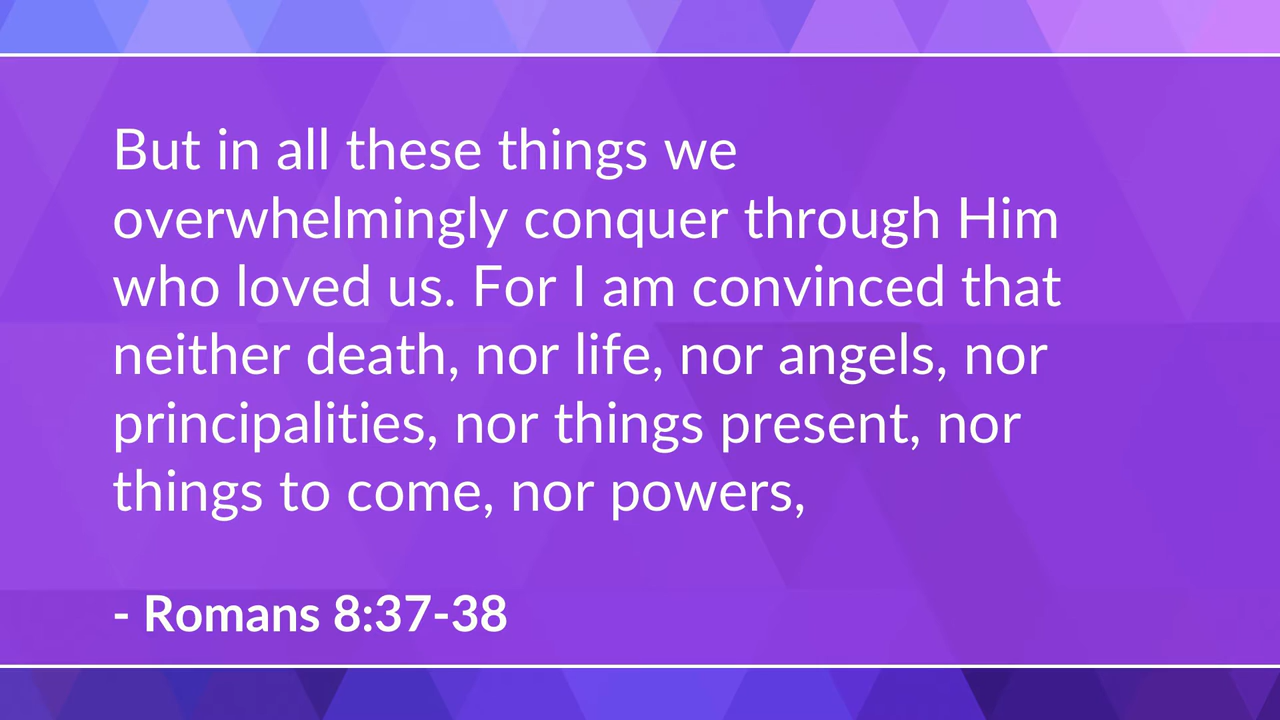 But in all these things we
overwhelmingly conquer through Him
who loved us. For I am convinced that
neither death, nor life, nor angels, nor
principalities, nor things present, nor
things to come, nor powers,
- Romans 8:37-38